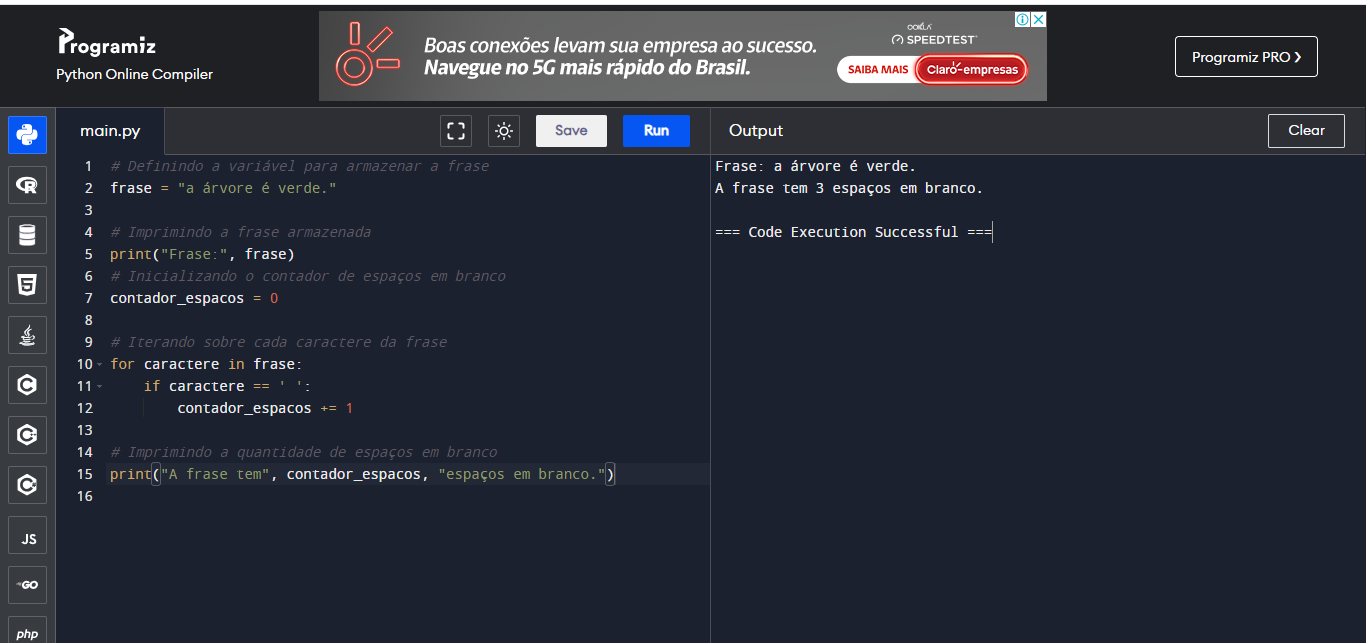 Programiz
Python Online Compiler
Boas conexões levam sua empresa ao sucesso.
Navegue no 5G mais rápido do Brasil.
OOKLA
SPEEDTEST
SAIBA MAIS
Claro-empresas
Programiz PRO ❯
main.py
Save
Run
Output
Clear
1 # Definindo a variável para armazenar a frase
2 frase = "a árvore é verde."
3
4 # Imprimindo a frase armazenada
5 print("Frase:", frase)
6 # Inicializando o contador de espaços em branco
7 contador_espacos = 0
8
9 # Iterando sobre cada caractere da frase
10 for caractere in frase:
11     if caractere == ' ':
12         contador_espacos += 1
13
14 # Imprimindo a quantidade de espaços em branco
15 print("A frase tem", contador_espacos, "espaços em branco.")
16
Frase: a árvore é verde.
A frase tem 3 espaços em branco.
=== Code Execution Successful ===
R
5
C
C
C
JS
GO
php